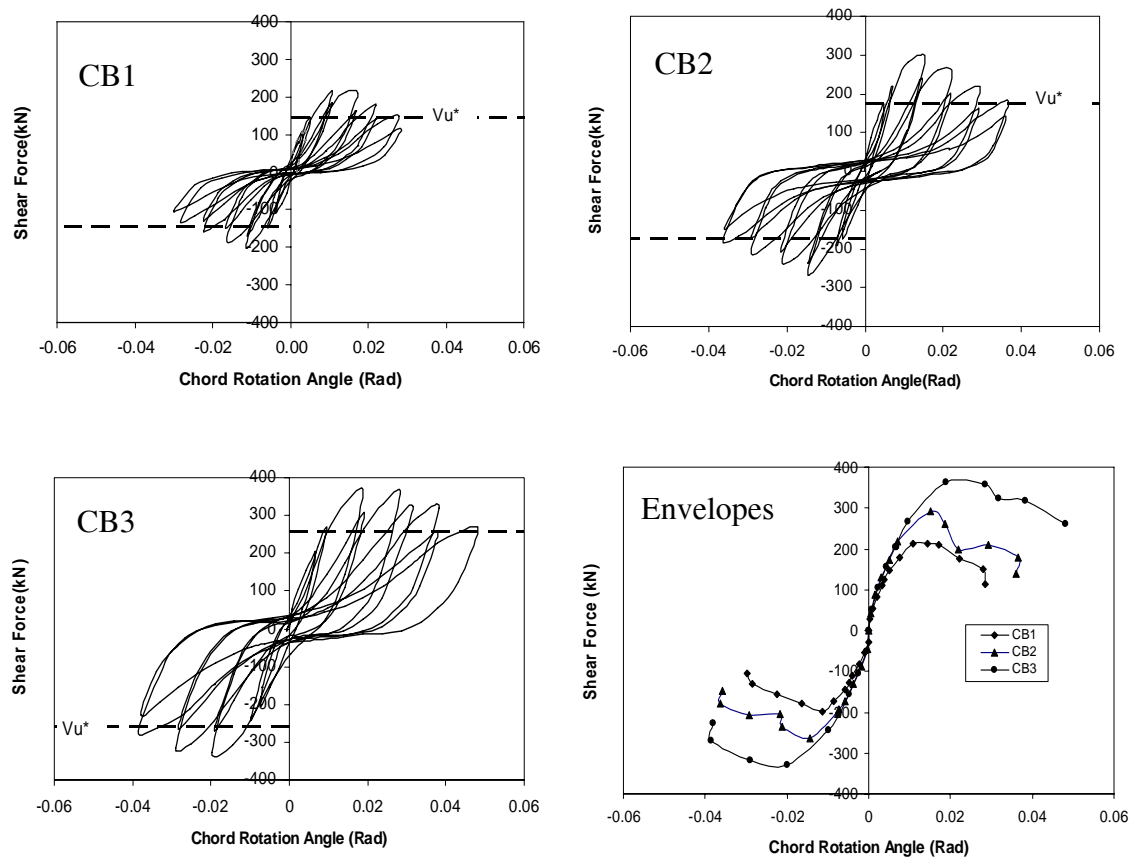 CB1
400
300
200
100
0
-100
-200
-300
-400
Vu*
-0.06 -0.04 -0.02 0.00 0.02 0.04 0.06
Shear Force(kN)
Chord Rotation Angle (Rad)
CB2
400
300
200
100
0
-100
-200
-300
-400
Vu*
-0.06 -0.04 -0.02 0 0.02 0.04 0.06
Shear Force (kN)
Chord Rotation Angle(Rad)
CB3
400
300
200
100
0
-100
-200
-300
-400
Vu*
-0.06 -0.04 -0.02 0 0.02 0.04 0.06
Shear Force (kN)
Chord Rotation Angle (Rad)
Envelopes
400
300
200
100
0
-100
-200
-300
-400
CB1
CB2
CB3
-0.06 -0.04 -0.02 0 0.02 0.04 0.06
Shear Force (kN)
Chord Rotation Angle (Rad)